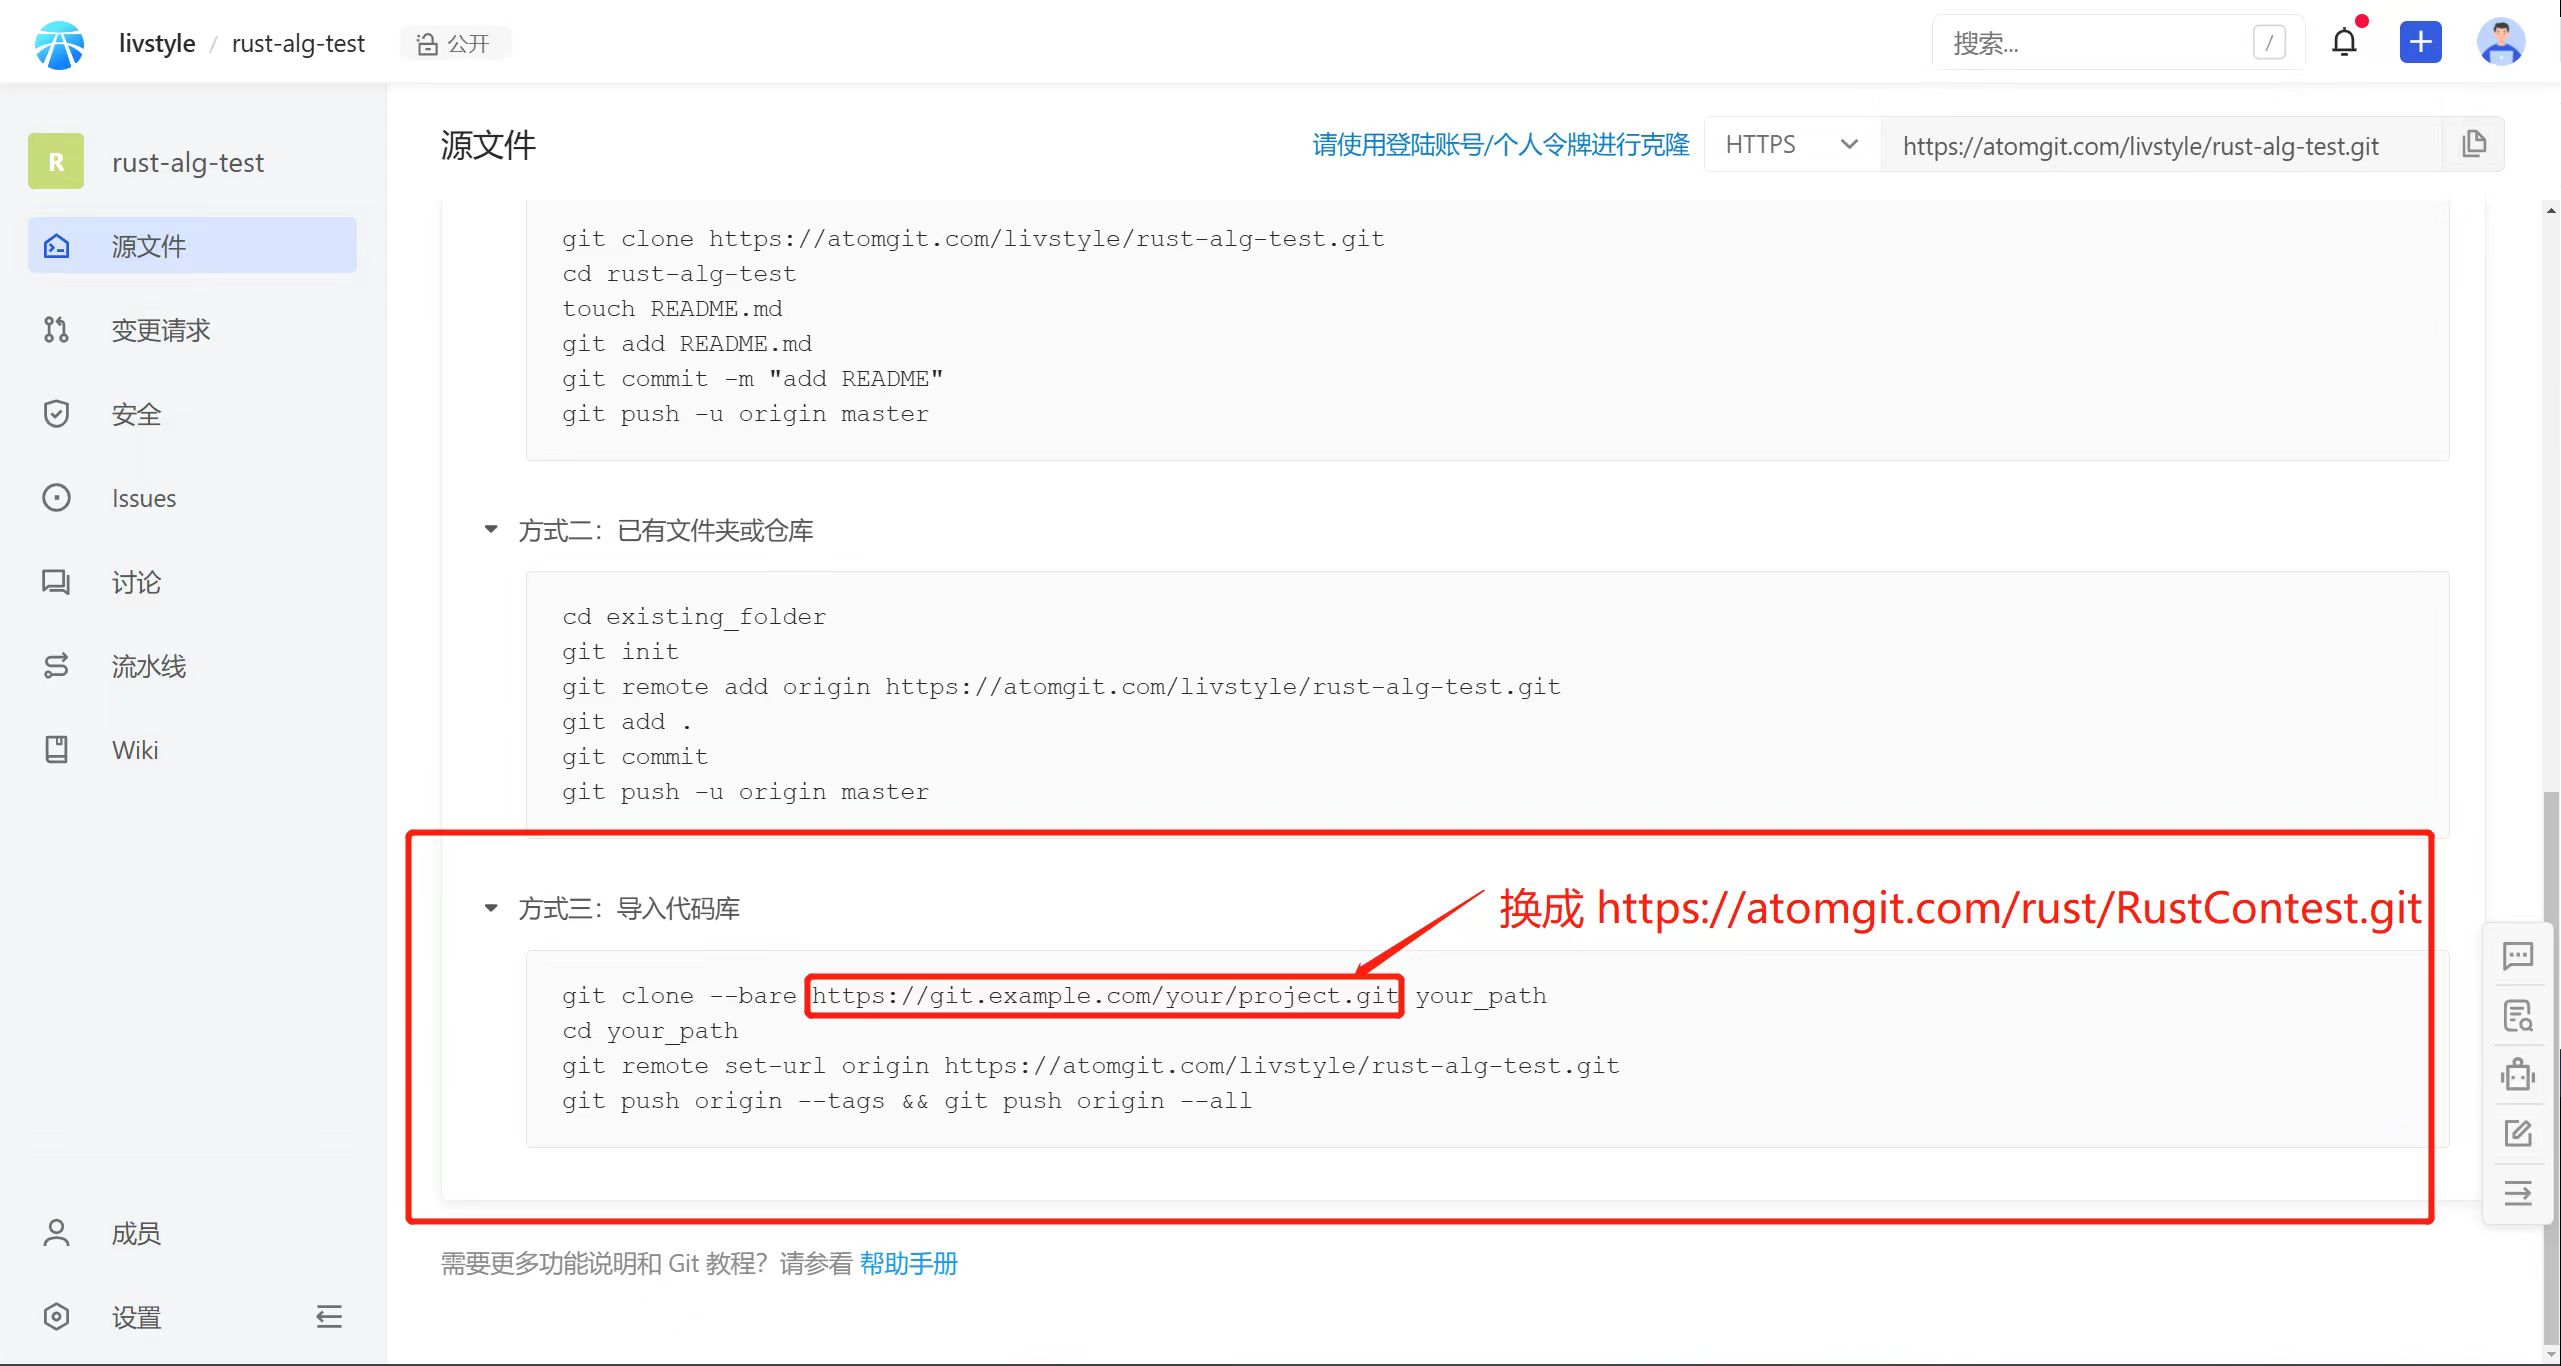 livstyle / rust-alg-test 公开
搜索... /
R rust-alg-test
源文件
变更请求
安全
Issues
讨论
流水线
Wiki
成员
设置
源文件
请使用登陆账号/个人令牌进行克隆 HTTPS https://atomgit.com/livstyle/rust-alg-test.git
git clone https://atomgit.com/livstyle/rust-alg-test.git
cd rust-alg-test
touch README.md
git add README.md
git commit -m "add README"
git push -u origin master
方式二：已有文件夹或仓库
cd existing_folder
git init
git remote add origin https://atomgit.com/livstyle/rust-alg-test.git
git add .
git commit
git push -u origin master
方式三：导入代码库
换成 https://atomgit.com/rust/RustContest.git
git clone --bare https://git.example.com/your/project.git your_path
cd your_path
git remote set-url origin https://atomgit.com/livstyle/rust-alg-test.git
git push origin --tags && git push origin --all
需要更多功能说明和 Git 教程？请参看 帮助手册